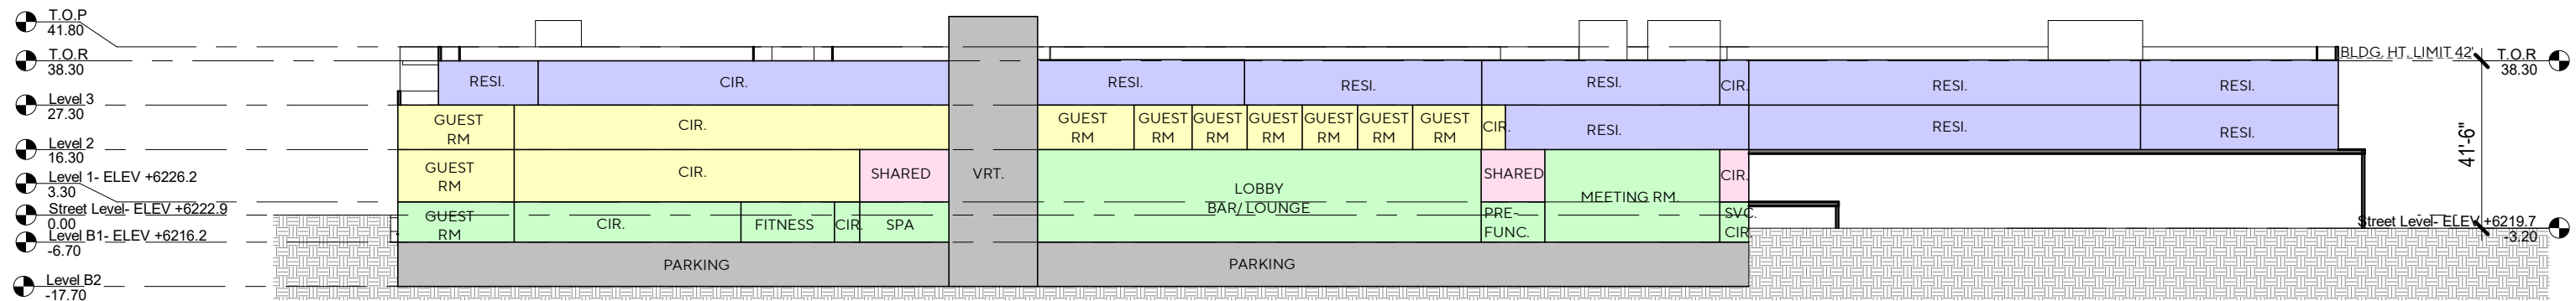 T.O.P
41.80
T.O.R
38.30
Level 3
27.30
Level 2
16.30
Level 1- ELEV +6226.2
3.30
Street Level- ELEV +6222.9
0.00
Level B1- ELEV +6216.2
-6.70
Level B2
-17.70
RESI.
CIR.
RESI.
RESI.
RESI.
CIR.
RESI.
RESI.
GUEST
RM
CIR.
GUEST
RM
GUEST
RM
GUEST
RM
GUEST
RM
GUEST
RM
GUEST
RM
GUEST
RM
CIR.
RESI.
RESI.
RESI.
GUEST
RM
CIR.
SHARED
VRT.
LOBBY
BAR/ LOUNGE
SHARED
MEETING RM.
CIR.
GUEST
RM
CIR.
FITNESS
CIR.
SPA
PRE-
FUNC.
SVC.
CIR.
PARKING
PARKING
BLDG. HT. LIMIT 42'
T.O.R
38.30
41'-6"
Street Level- ELEV +6219.7
-3.20